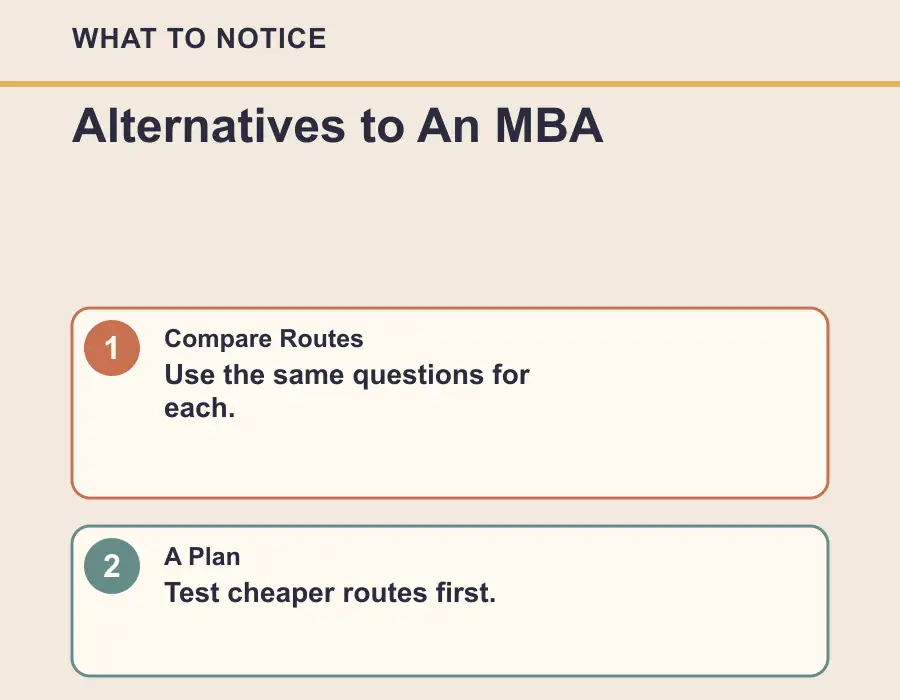 WHAT TO NOTICE
Alternatives to An MBA
1
Compare Routes
Use the same questions for
each.
2
A Plan
Test cheaper routes first.